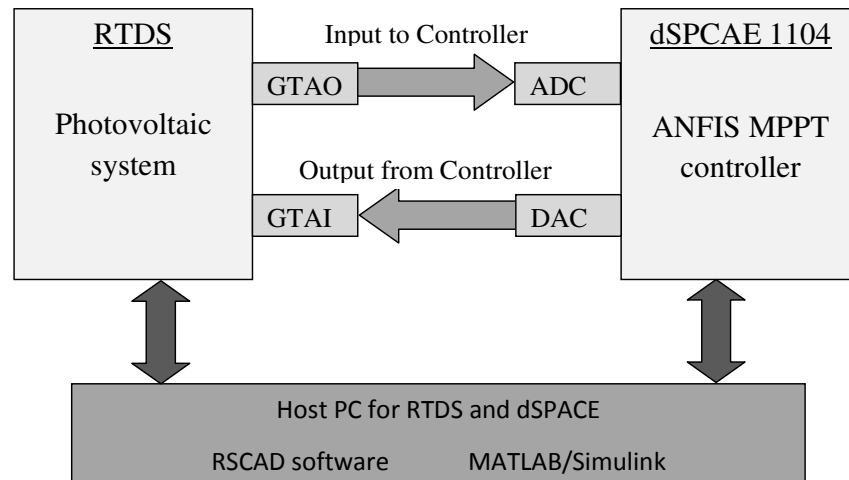 RTDS
Photovoltaic
system
Input to Controller
GTAO
ADC
Output from Controller
GTAI
DAC
dSPCAE 1104
ANFIS MPPT
controller
Host PC for RTDS and dSPACE
RSCAD software MATLAB/Simulink